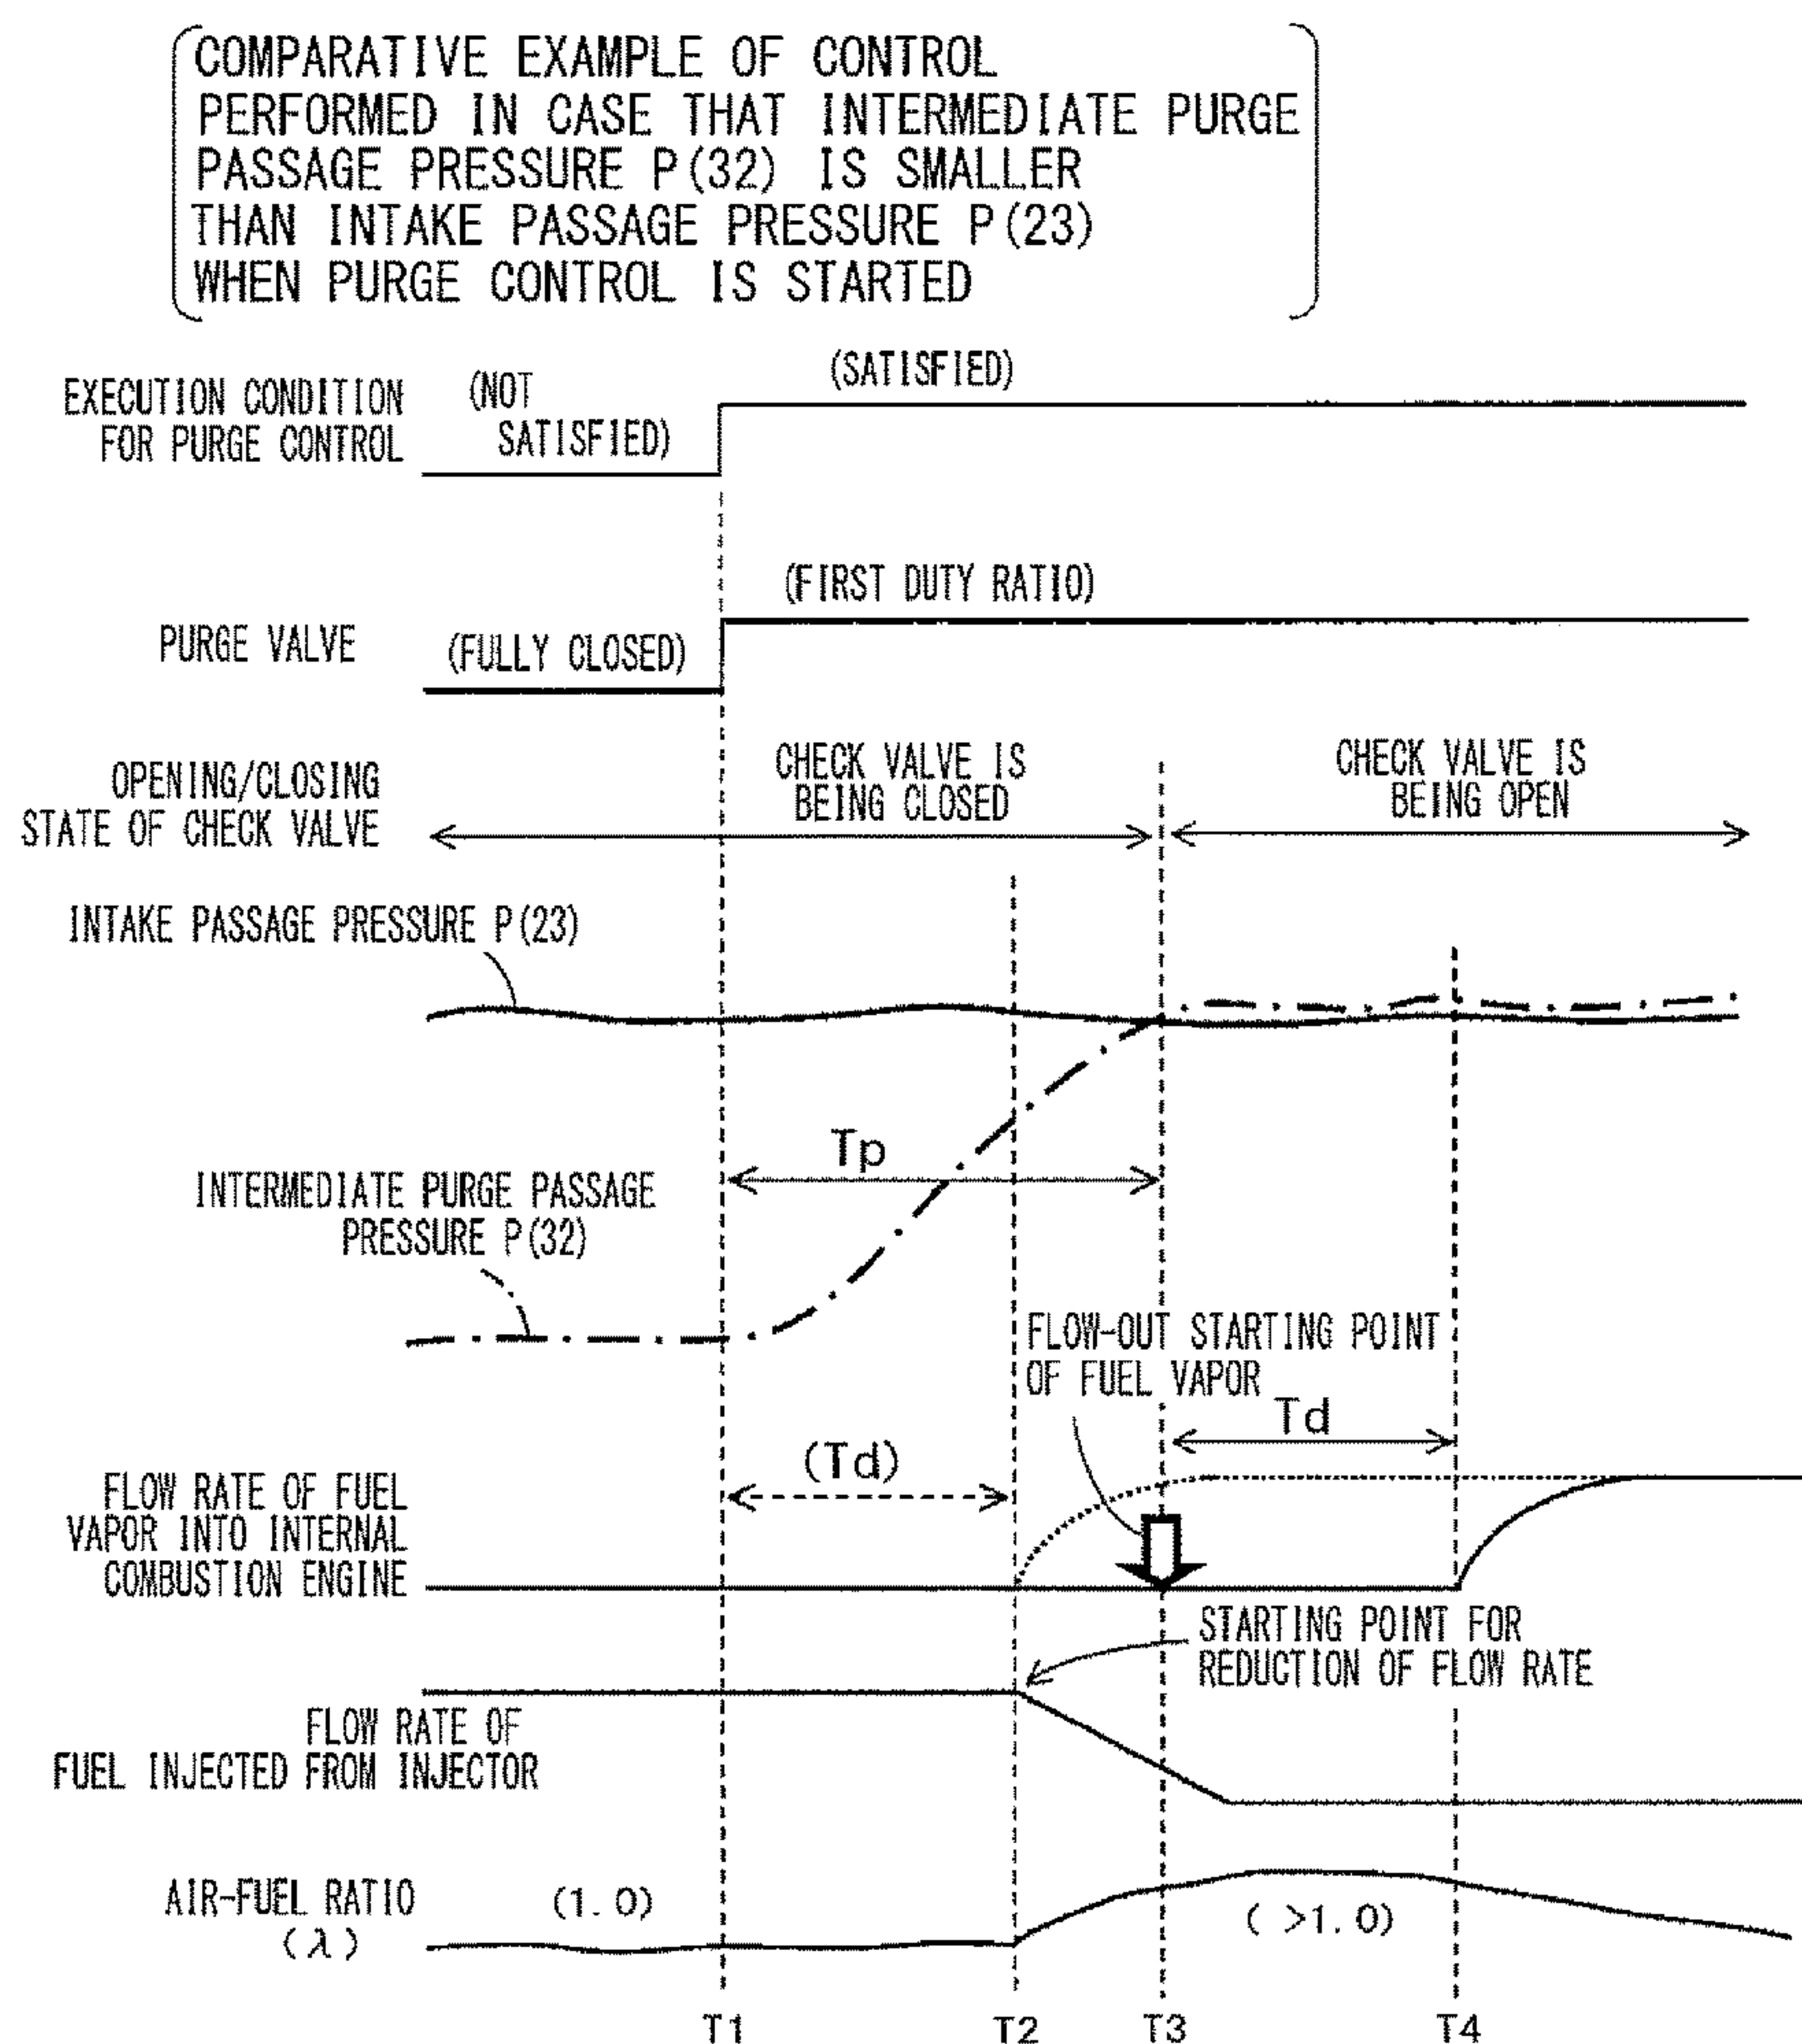 COMPARATIVE EXAMPLE OF CONTROL
PERFORMED IN CASE THAT INTERMEDIATE PURGE
PASSAGE PRESSURE P(32) IS SMALLER
THAN INTAKE PASSAGE PRESSURE P(23)
WHEN PURGE CONTROL IS STARTED
EXECUTION CONDITION
FOR PURGE CONTROL
(NOT
SATISFIED)
(SATISFIED)
PURGE VALVE
(FULLY CLOSED)
(FIRST DUTY RATIO)
OPENING/CLOSING
STATE OF CHECK VALVE
CHECK VALVE IS
BEING CLOSED
CHECK VALVE IS
BEING OPEN
INTAKE PASSAGE PRESSURE P(23)
Tp
INTERMEDIATE PURGE PASSAGE
PRESSURE P(32)
FLOW-OUT STARTING POINT
OF FUEL VAPOR
Td
(Td)
FLOW RATE OF FUEL
VAPOR INTO INTERNAL
COMBUSTION ENGINE
STARTING POINT FOR
REDUCTION OF FLOW RATE
FLOW RATE OF
FUEL INJECTED FROM INJECTOR
AIR-FUEL RATIO
(λ)
(1.0)
( >1.0)
T1 T2 T3 T4